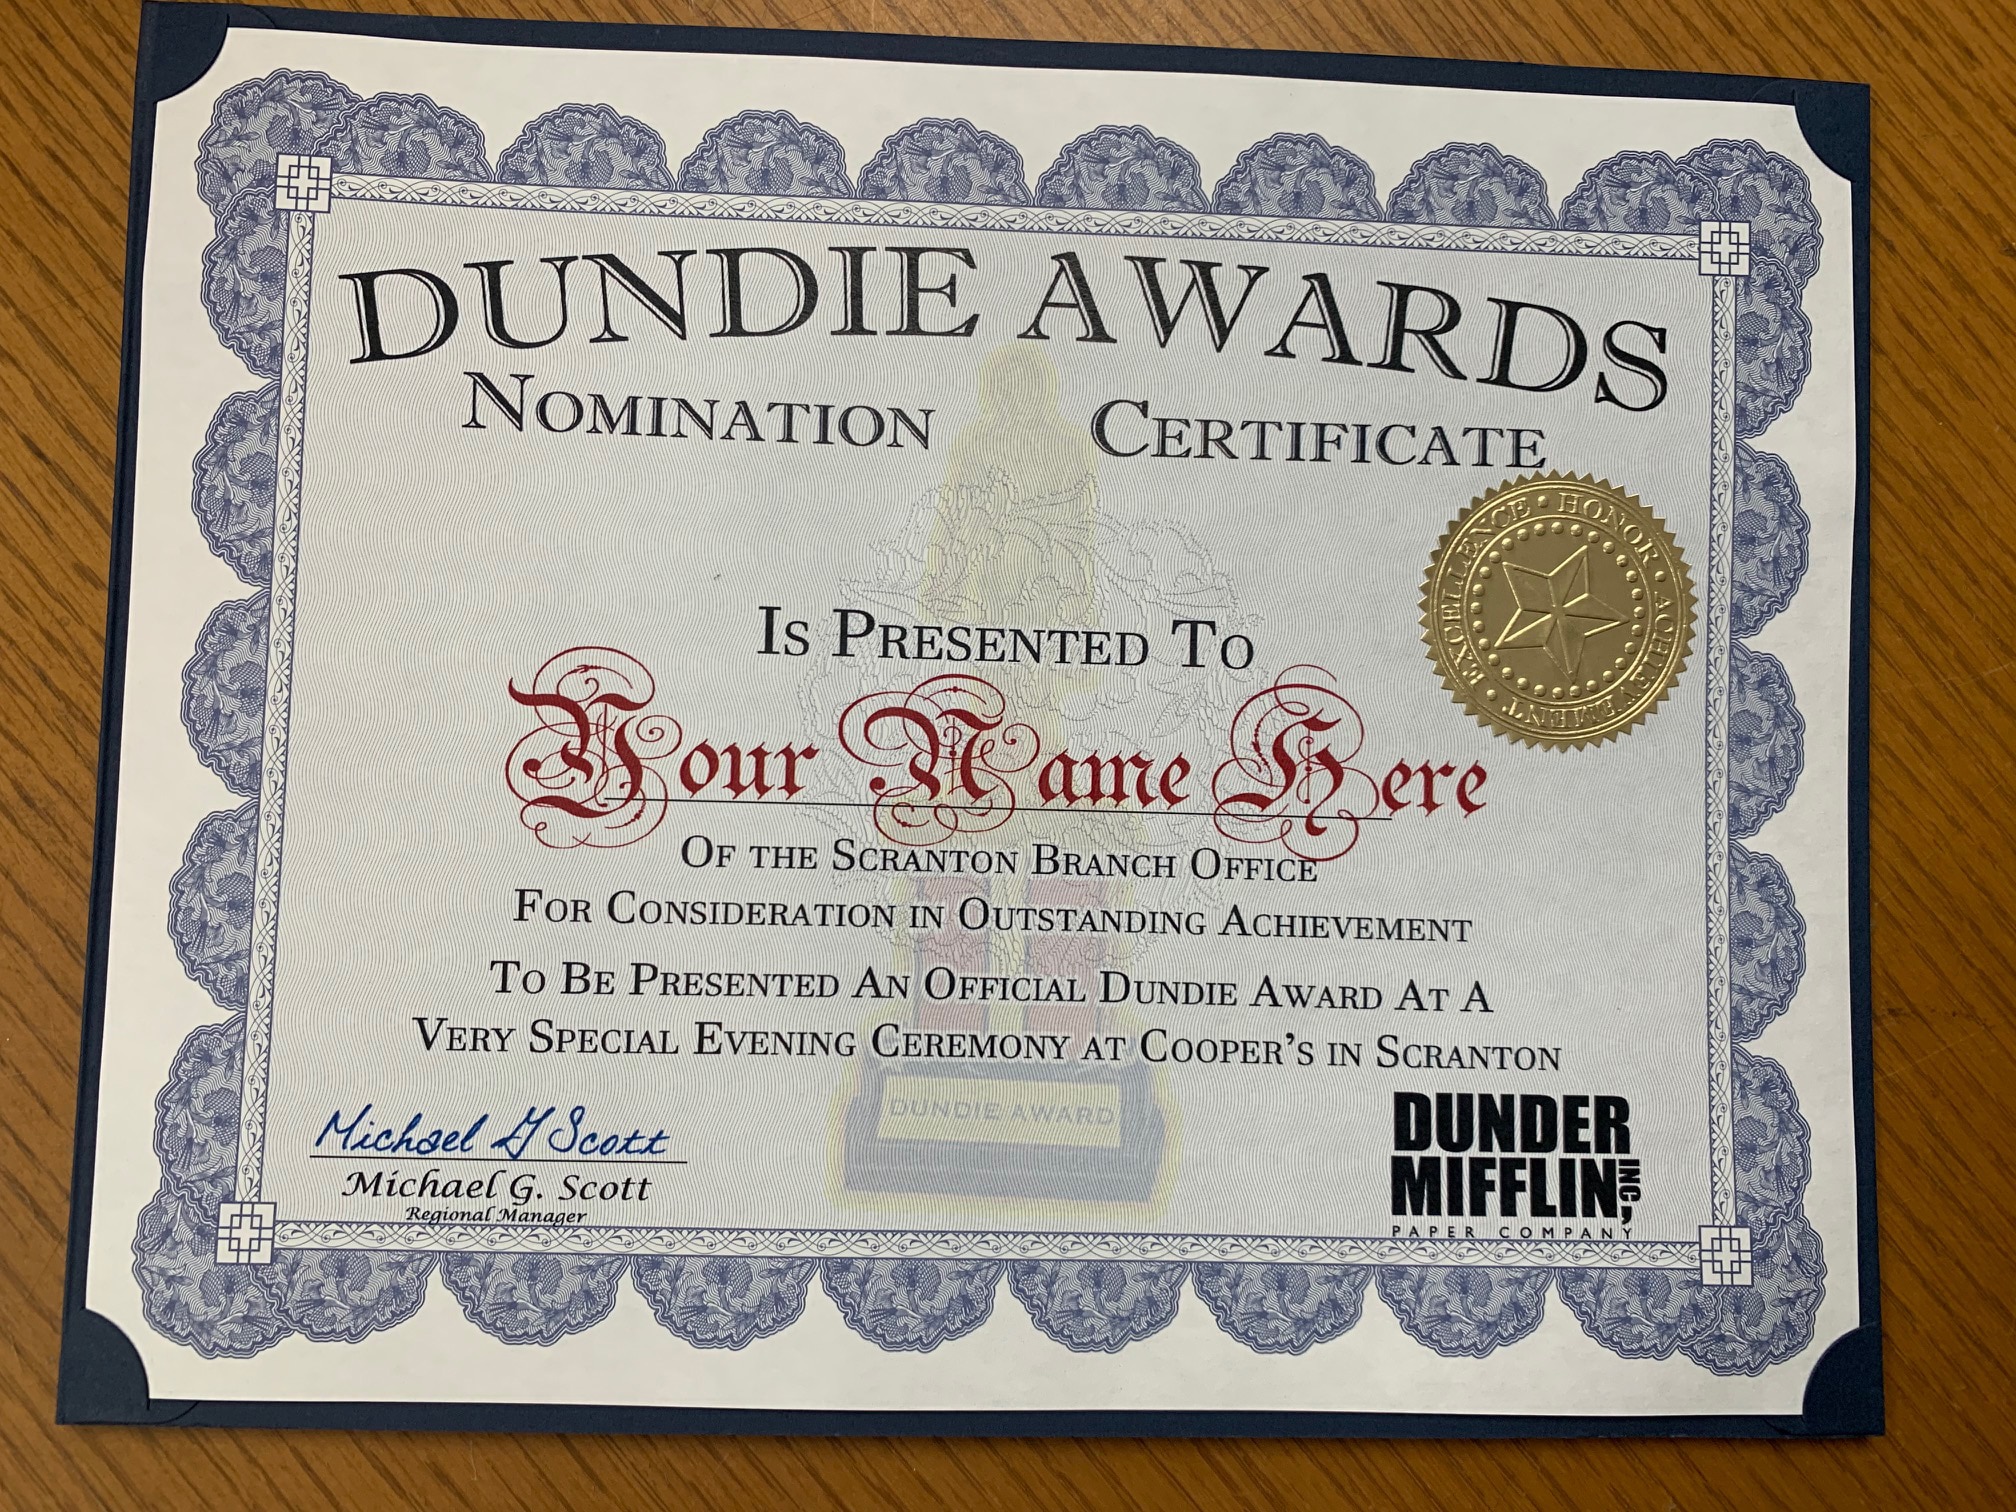 DUNDIE AWARDS
NOMINATION CERTIFICATE
IS PRESENTED TO
Your Name Here
OF THE SCRANTON BRANCH OFFICE
FOR CONSIDERATION IN OUTSTANDING ACHIEVEMENT
TO BE PRESENTED AN OFFICIAL DUNDIE AWARD AT A
VERY SPECIAL EVENING CEREMONY AT COOPER'S IN SCRANTON
EXCELLENCE • HONOR • ACHIEVEMENT •
DUNDIE AWARD
Michael G Scott
Michael G. Scott
Regional Manager
DUNDER
MIFFLIN, INC.
PAPER COMPANY